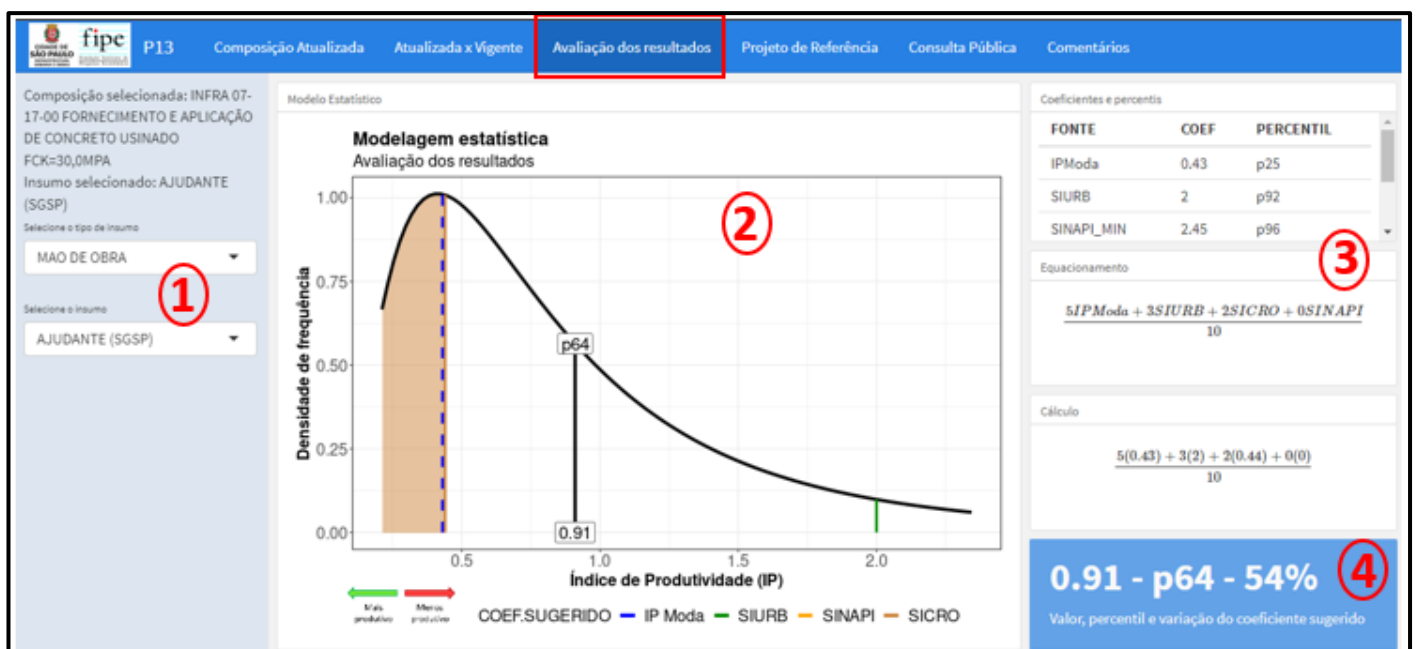 CIDADE DE
SÃO PAULO
fipe
P13
Composição Atualizada
Atualizada x Vigente
Avaliação dos resultados
Projeto de Referência
Consulta Pública
Comentários
Composição selecionada: INFRA 07-
17-00 FORNECIMENTO E APLICAÇÃO
DE CONCRETO USINADO
FCK=30,0MPA
Insumo selecionado: AJUDANTE
(SGSP)
Selecione o tipo de insumo
MAO DE OBRA
1
Selecione o insumo
AJUDANTE (SGSP)
Modelo Estatístico
Modelagem estatística
Avaliação dos resultados
Densidade de frequência
1.00
0.75
0.50
0.25
0.00
2
p64
0.91
0.5
1.0
1.5
2.0
Índice de Produtividade (IP)
Mais
produtivo
Menos
produtivo
COEF.SUGERIDO
IP Moda
SIURB
SINAPI
SICRO
Coeficientes e percentis
FONTE COEF PERCENTIL
IPModa 0.43 p25
SIURB 2 p92
SINAPI_MIN 2.45 p96
3
Equacionamento
5IPModa + 3SIURB + 2SICRO + 0SINAPI
10
Cálculo
5(0.43) + 3(2) + 2(0.44) + 0(0)
10
0.91 - p64 - 54%
4
Valor, percentil e variação do coeficiente sugerido